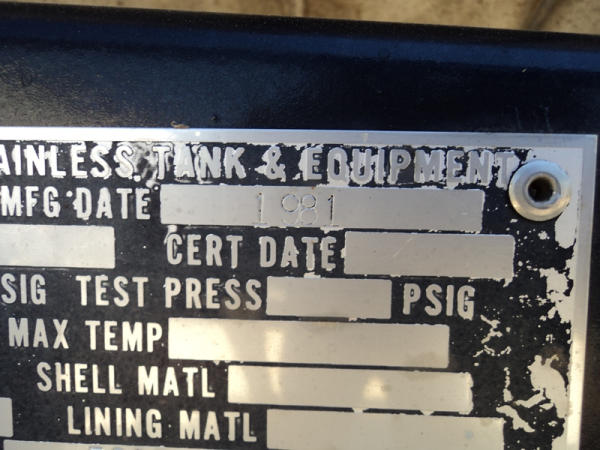 AINLESS TANK & EQUIPMENT
MFG DATE 1981
CERT DATE
SIG TEST PRESS PSIG
MAX TEMP
SHELL MATL
LINING MATL